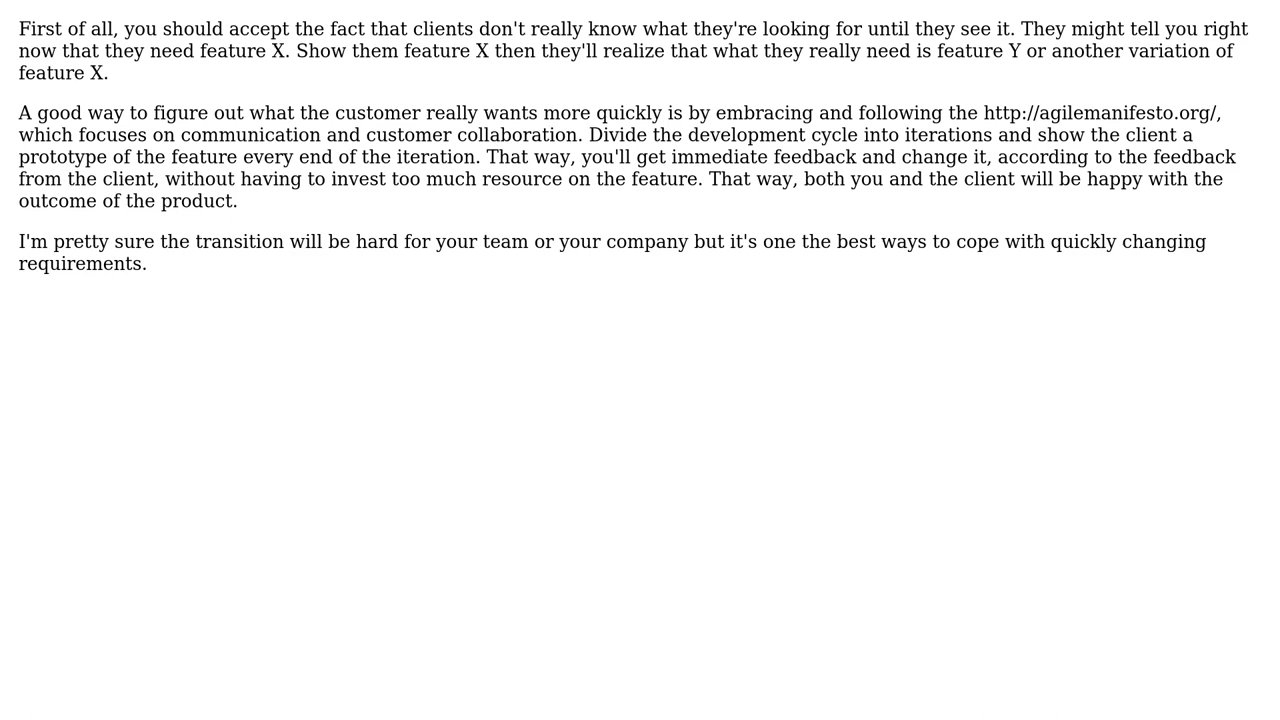 First of all, you should accept the fact that clients don't really know what they're looking for until they see it. They might tell you right
now that they need feature X. Show them feature X then they'll realize that what they really need is feature Y or another variation of
feature X.
A good way to figure out what the customer really wants more quickly is by embracing and following the http://agilemanifesto.org/,
which focuses on communication and customer collaboration. Divide the development cycle into iterations and show the client a
prototype of the feature every end of the iteration. That way, you'll get immediate feedback and change it, according to the feedback
from the client, without having to invest too much resource on the feature. That way, both you and the client will be happy with the
outcome of the product.
I'm pretty sure the transition will be hard for your team or your company but it's one the best ways to cope with quickly changing
requirements.